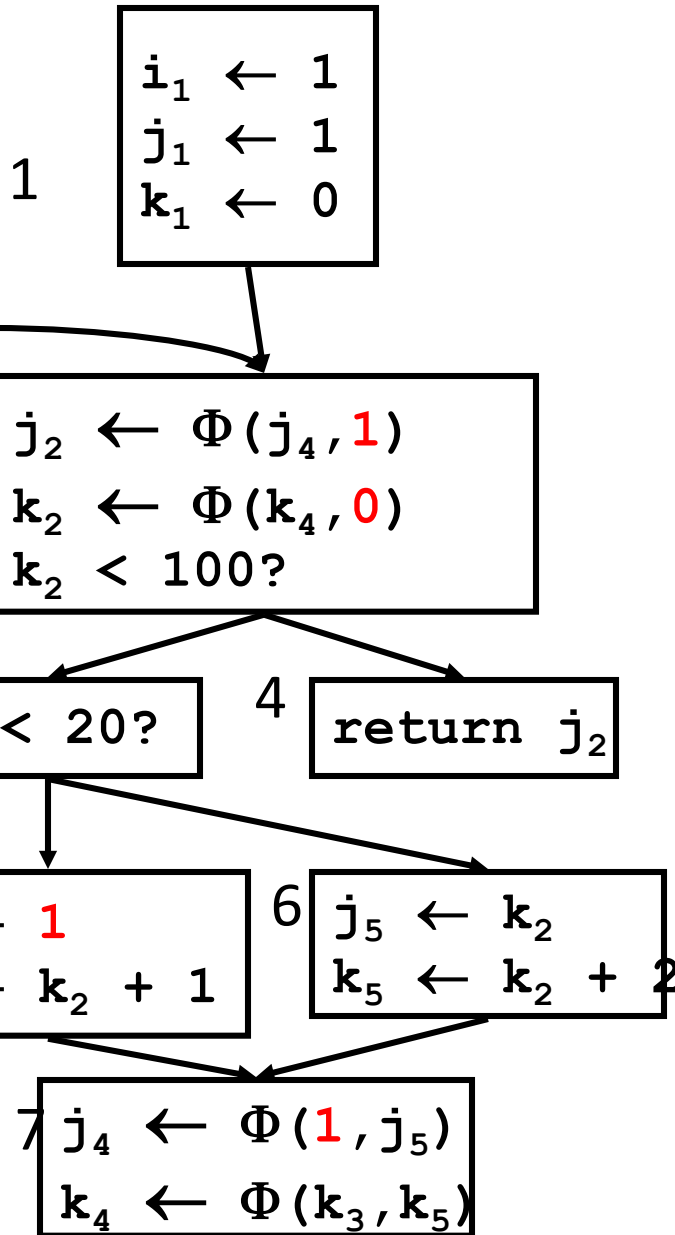 i₁ ← 1
j₁ ← 1
1
k₁ ← 0
j₂ ← Φ(j₄,1)
k₂ ← Φ(k₄,0)
k₂ < 100?
< 20?
4
return j₂
← 1
← k₂ + 1
6
j₅ ← k₂
k₅ ← k₂ + 2
7
j₄ ← Φ(1,j₅)
k₄ ← Φ(k₃,k₅)